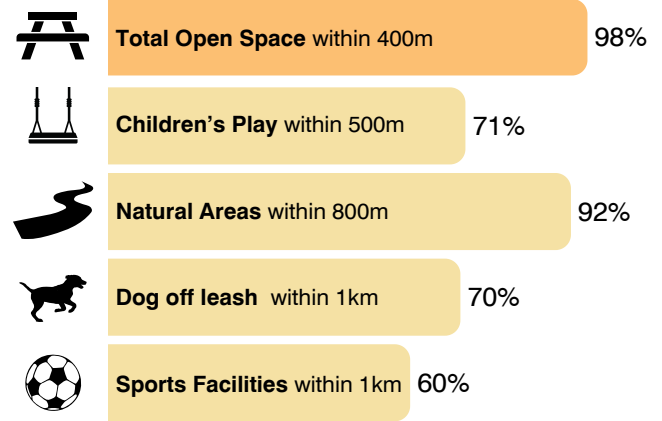 Total Open Space within 400m 98%
Children's Play within 500m 71%
Natural Areas within 800m 92%
Dog off leash within 1km 70%
Sports Facilities within 1km 60%